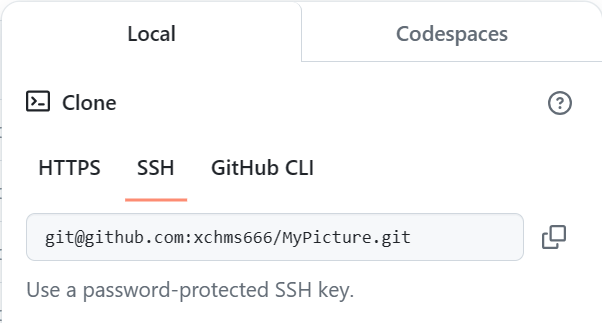 Local
Codespaces
Clone
HTTPS
SSH
GitHub CLI
git@github.com:xchms666/MyPicture.git
Use a password-protected SSH key.